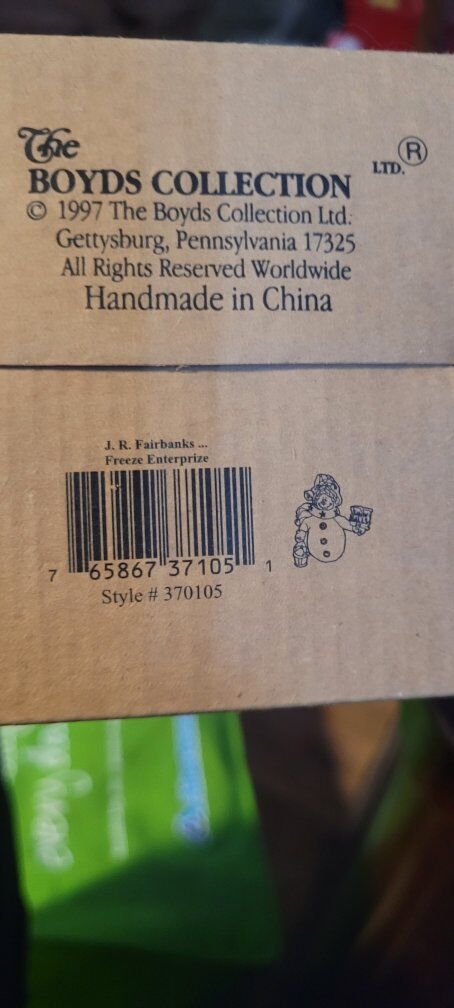 The
BOYDS COLLECTION LTD.®
© 1997 The Boyds Collection Ltd.
Gettysburg, Pennsylvania 17325
All Rights Reserved Worldwide
Handmade in China
J. R. Fairbanks ...
Freeze Enterprize
7 65867 37105 1
Style # 370105